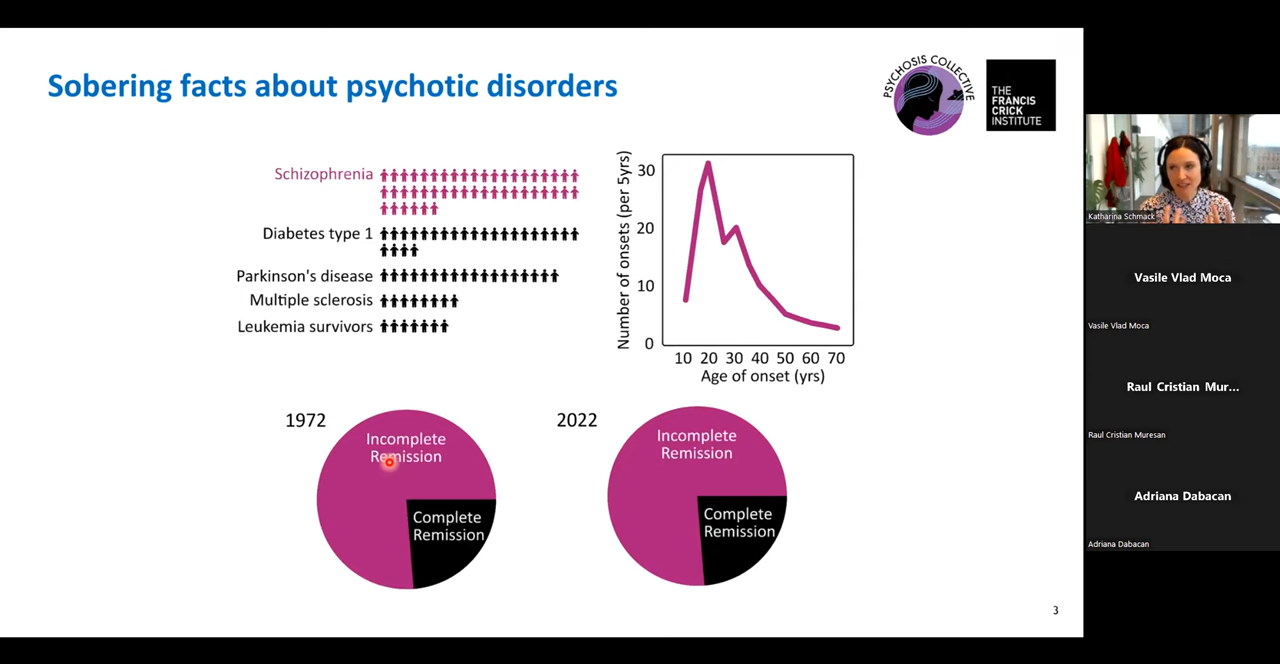 Sobering facts about psychotic disorders
PSYCHOSIS COLLECTIVE
THE
FRANCIS
CRICK
INSTITUTE
Schizophrenia
Diabetes type 1
Parkinson's disease
Multiple sclerosis
Leukemia survivors
Number of onsets (per 5yrs)
30
20
10
0
10 20 30 40 50 60 70
Age of onset (yrs)
1972
Incomplete
Remission
Complete
Remission
2022
Incomplete
Remission
Complete
Remission
3
Katharina Schmack
Vasile Vlad Moca
Vasile Vlad Moca
Raul Cristian Mur...
Raul Cristian Muresan
Adriana Dabacan
Adriana Dabacan